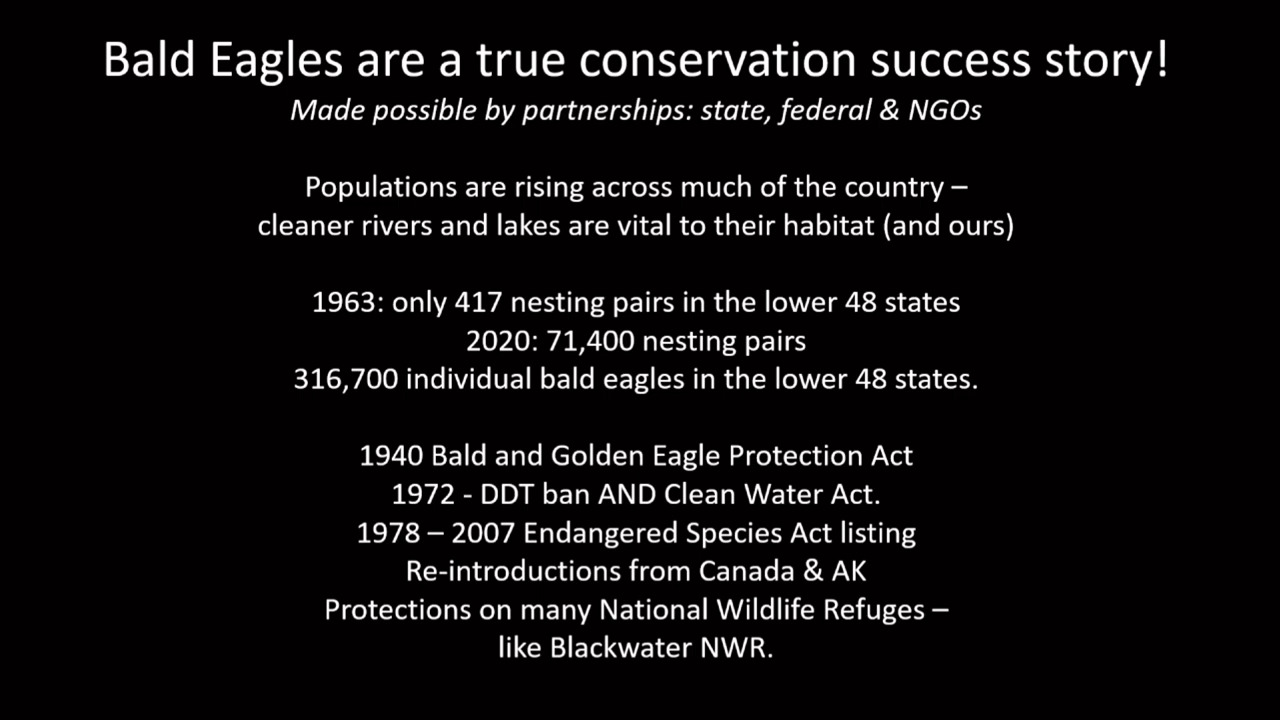 Bald Eagles are a true conservation success story!
Made possible by partnerships: state, federal & NGOs
Populations are rising across much of the country –
cleaner rivers and lakes are vital to their habitat (and ours)
1963: only 417 nesting pairs in the lower 48 states
2020: 71,400 nesting pairs
316,700 individual bald eagles in the lower 48 states.
1940 Bald and Golden Eagle Protection Act
1972 - DDT ban AND Clean Water Act.
1978 – 2007 Endangered Species Act listing
Re-introductions from Canada & AK
Protections on many National Wildlife Refuges –
like Blackwater NWR.